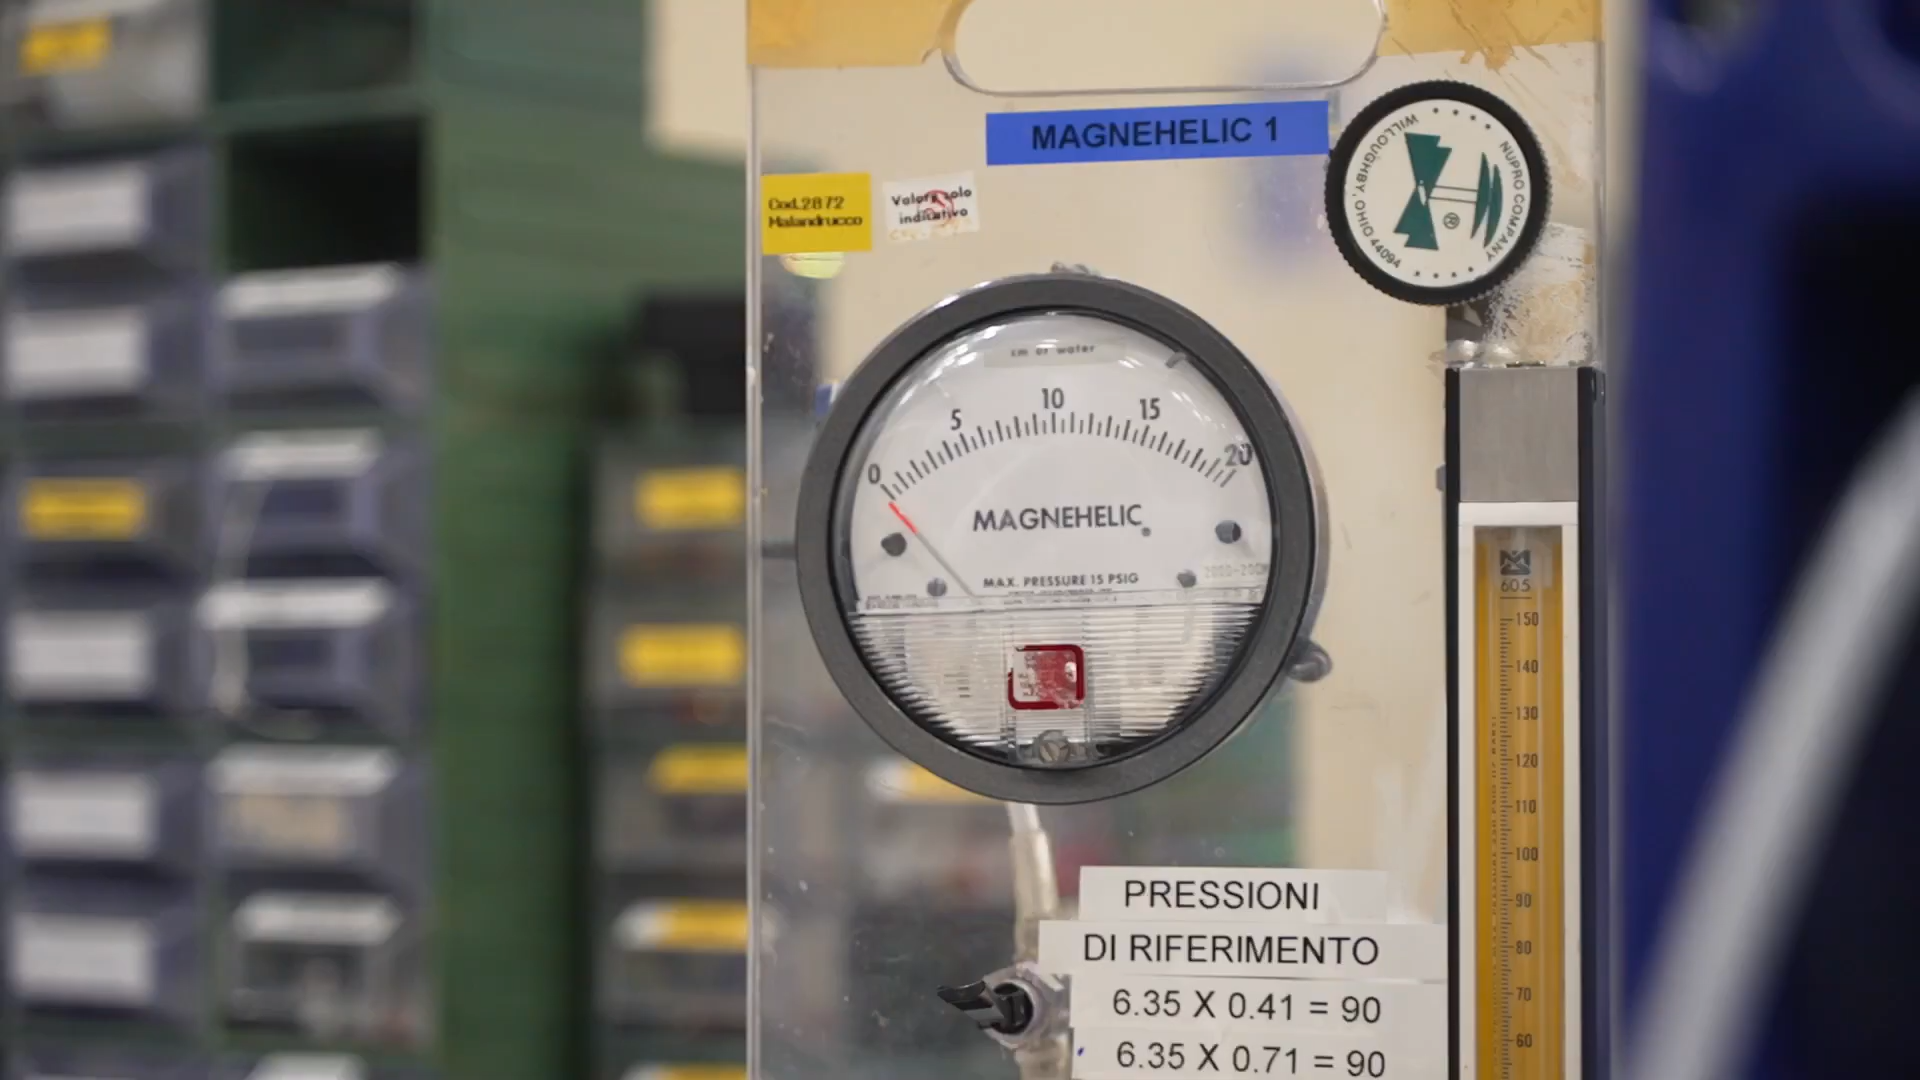 MAGNEHELIC 1
Cod.2872
Malandrucco
Valore solo
indicativo
NUPRO COMPANY
WILLOUGHBY, OHIO 44094
®
cm of water
0 5 10 15 20
MAGNEHELIC
MAX. PRESSURE 15 PSIG
605
150
140
130
120
110
100
90
80
70
60
PRESSIONI
DI RIFERIMENTO
6.35 X 0.41 = 90
6.35 X 0.71 = 90